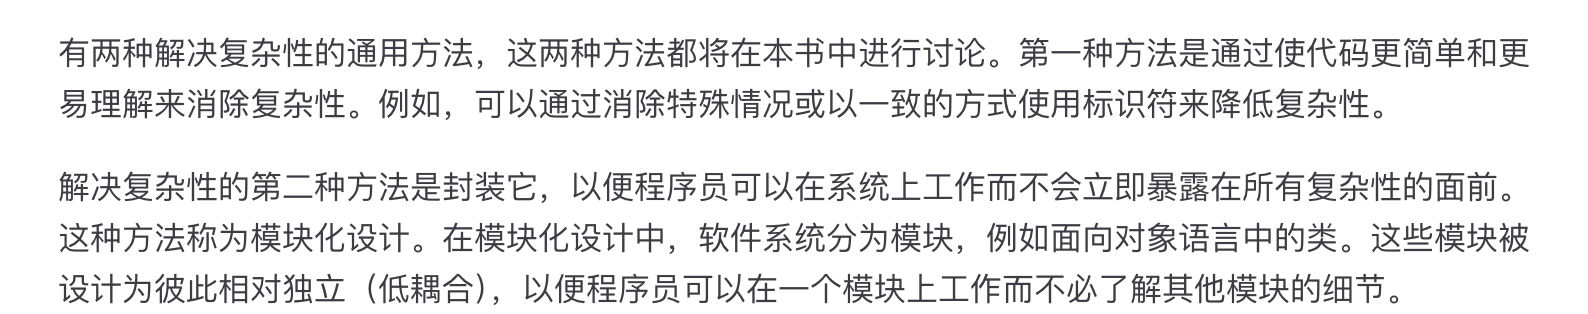 有两种解决复杂性的通用方法，这两种方法都将在本书中进行讨论。第一种方法是通过使代码更简单和更
易理解来消除复杂性。例如，可以通过消除特殊情况或以一致的方式使用标识符来降低复杂性。
解决复杂性的第二种方法是封装它，以便程序员可以在系统上工作而不会立即暴露在所有复杂性的面前。
这种方法称为模块化设计。在模块化设计中，软件系统分为模块，例如面向对象语言中的类。这些模块被
设计为彼此相对独立（低耦合），以便程序员可以在一个模块上工作而不必了解其他模块的细节。